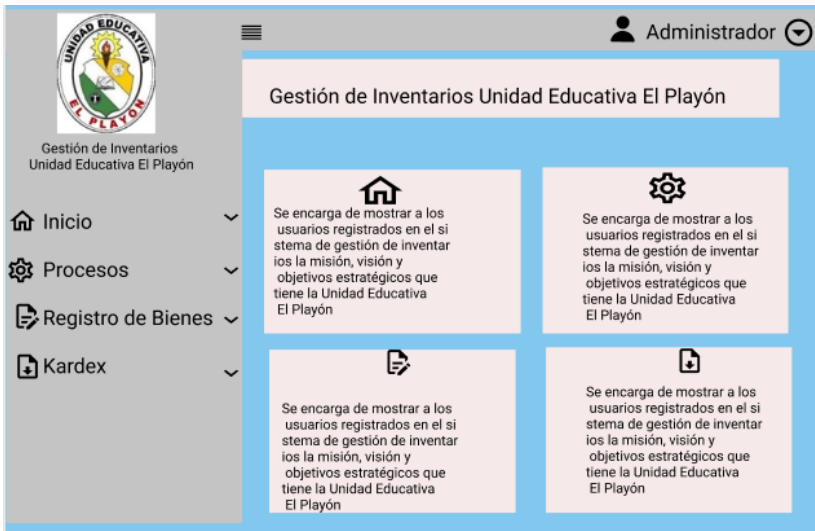 UNIDAD EDUCATIVA
EL PLAYÓN
Gestión de Inventarios
Unidad Educativa El Playón
Inicio
Procesos
Registro de Bienes
Kardex
Administrador
Gestión de Inventarios Unidad Educativa El Playón
Se encarga de mostrar a los
usuarios registrados en el si
stema de gestión de inventar
ios la misión, visión y
objetivos estratégicos que
tiene la Unidad Educativa
El Playón
Se encarga de mostrar a los
usuarios registrados en el si
stema de gestión de inventar
ios la misión, visión y
objetivos estratégicos que
tiene la Unidad Educativa
El Playón
Se encarga de mostrar a los
usuarios registrados en el si
stema de gestión de inventar
ios la misión, visión y
objetivos estratégicos que
tiene la Unidad Educativa
El Playón
Se encarga de mostrar a los
usuarios registrados en el si
stema de gestión de inventar
ios la misión, visión y
objetivos estratégicos que
tiene la Unidad Educativa
El Playón